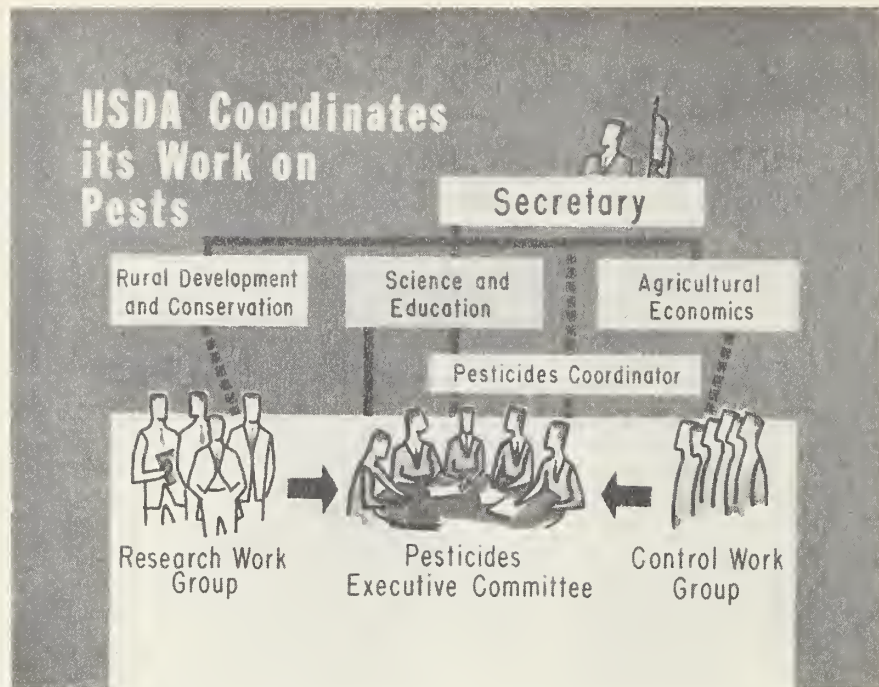 USDA Coordinates
its Work on
Pests
Secretary
Rural Development
and Conservation
Science and
Education
Agricultural
Economics
Pesticides Coordinator
Research Work
Group
Pesticides
Executive Committee
Control Work
Group